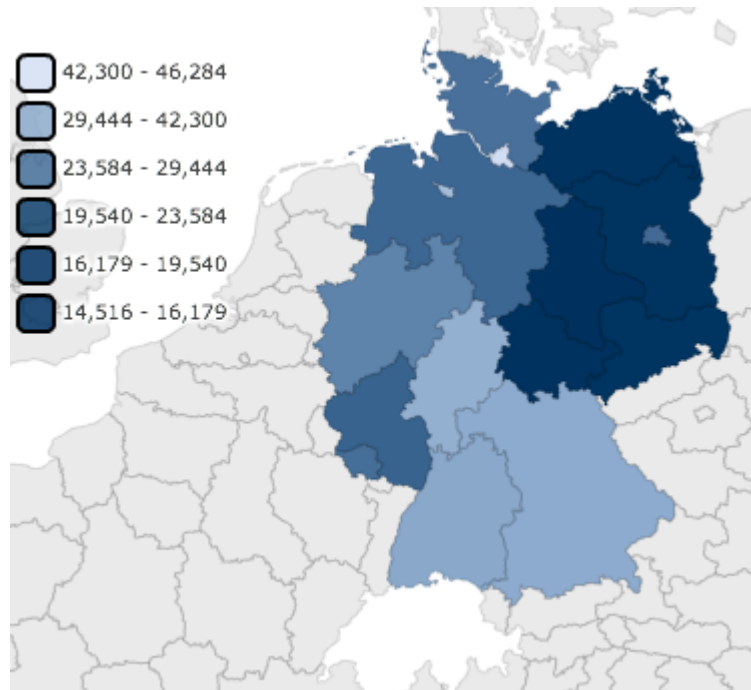 42,300 - 46,284
29,444 - 42,300
23,584 - 29,444
19,540 - 23,584
16,179 - 19,540
14,516 - 16,179